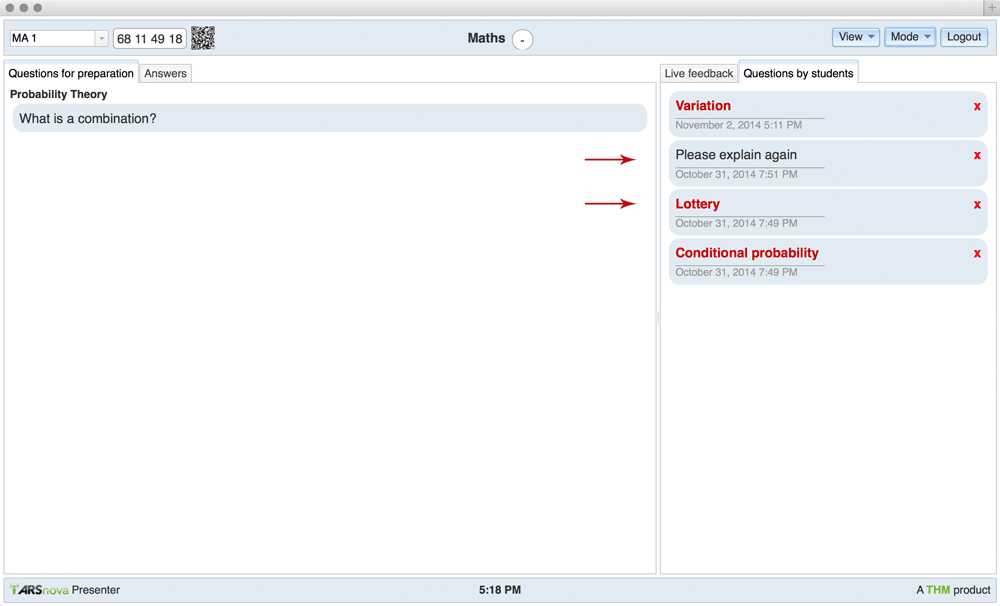 MA 1
68 11 49 18
Maths
-
View
Mode
Logout
Questions for preparation
Answers
Probability Theory
What is a combination?
Live feedback
Questions by students
Variation
x
November 2, 2014 5:11 PM
Please explain again
x
October 31, 2014 7:51 PM
Lottery
x
October 31, 2014 7:49 PM
Conditional probability
x
October 31, 2014 7:49 PM
ARSnova Presenter
5:18 PM
A THM product